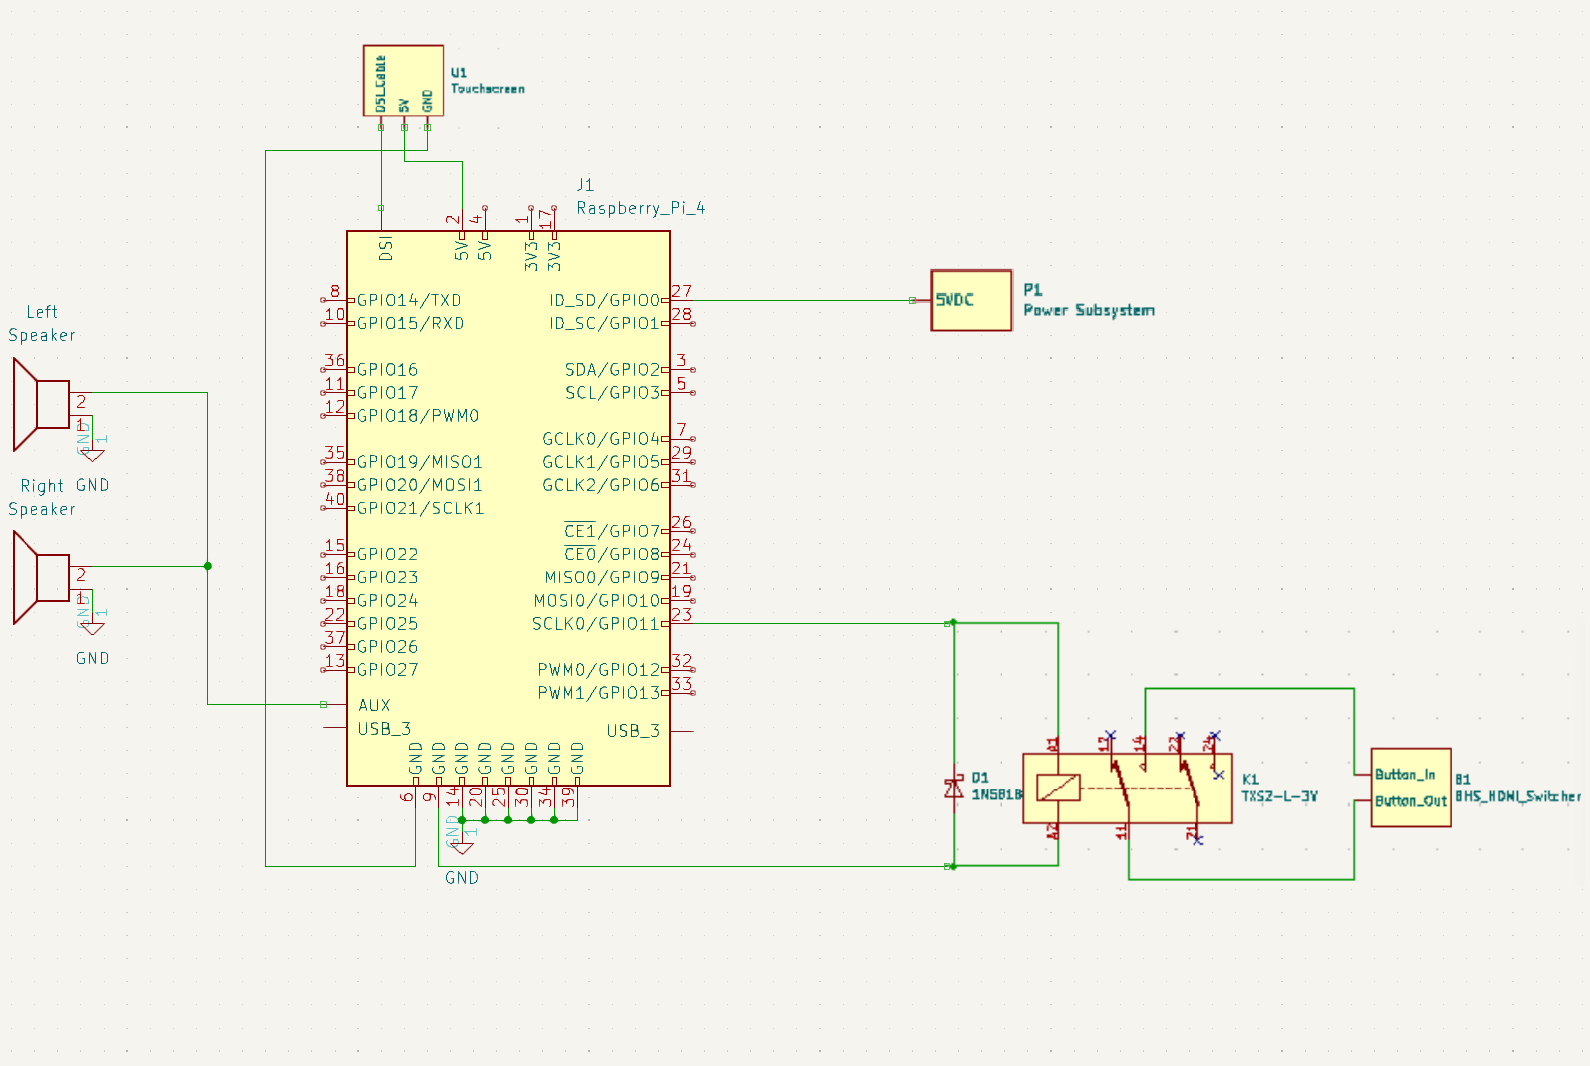 DSI_Cable
5V
GND
U1
Touchscreen
J1
Raspberry_Pi_4
2
4
1
17
DSI
5V
5V
3V3
3V3
8
GPIO14/TXD
10
GPIO15/RXD
36
GPIO16
11
GPIO17
12
GPIO18/PWM0
35
GPIO19/MISO1
38
GPIO20/MOSI1
40
GPIO21/SCLK1
15
GPIO22
16
GPIO23
18
GPIO24
22
GPIO25
37
GPIO26
13
GPIO27
AUX
USB_3
ID_SD/GPIO0
27
ID_SC/GPIO1
28
SDA/GPIO2
3
SCL/GPIO3
5
GCLK0/GPIO4
7
GCLK1/GPIO5
29
GCLK2/GPIO6
31
CE1/GPIO7
26
CE0/GPIO8
24
MISO0/GPIO9
21
MOSI0/GPIO10
19
SCLK0/GPIO11
23
PWM0/GPIO12
32
PWM1/GPIO13
33
USB_3
GND
GND
GND
GND
GND
GND
GND
GND
6
9
14
20
25
30
34
39
GND
1
GND
Left
Speaker
2
1
GND
1
GND
Right
Speaker
2
1
GND
1
GND
5VDC
P1
Power Subsystem
D1
1N581
A1
12
14
22
24
A2
11
21
K1
TXS2-L-3V
Button_In
Button_Out
B1
BHS_HDMI_Switcher